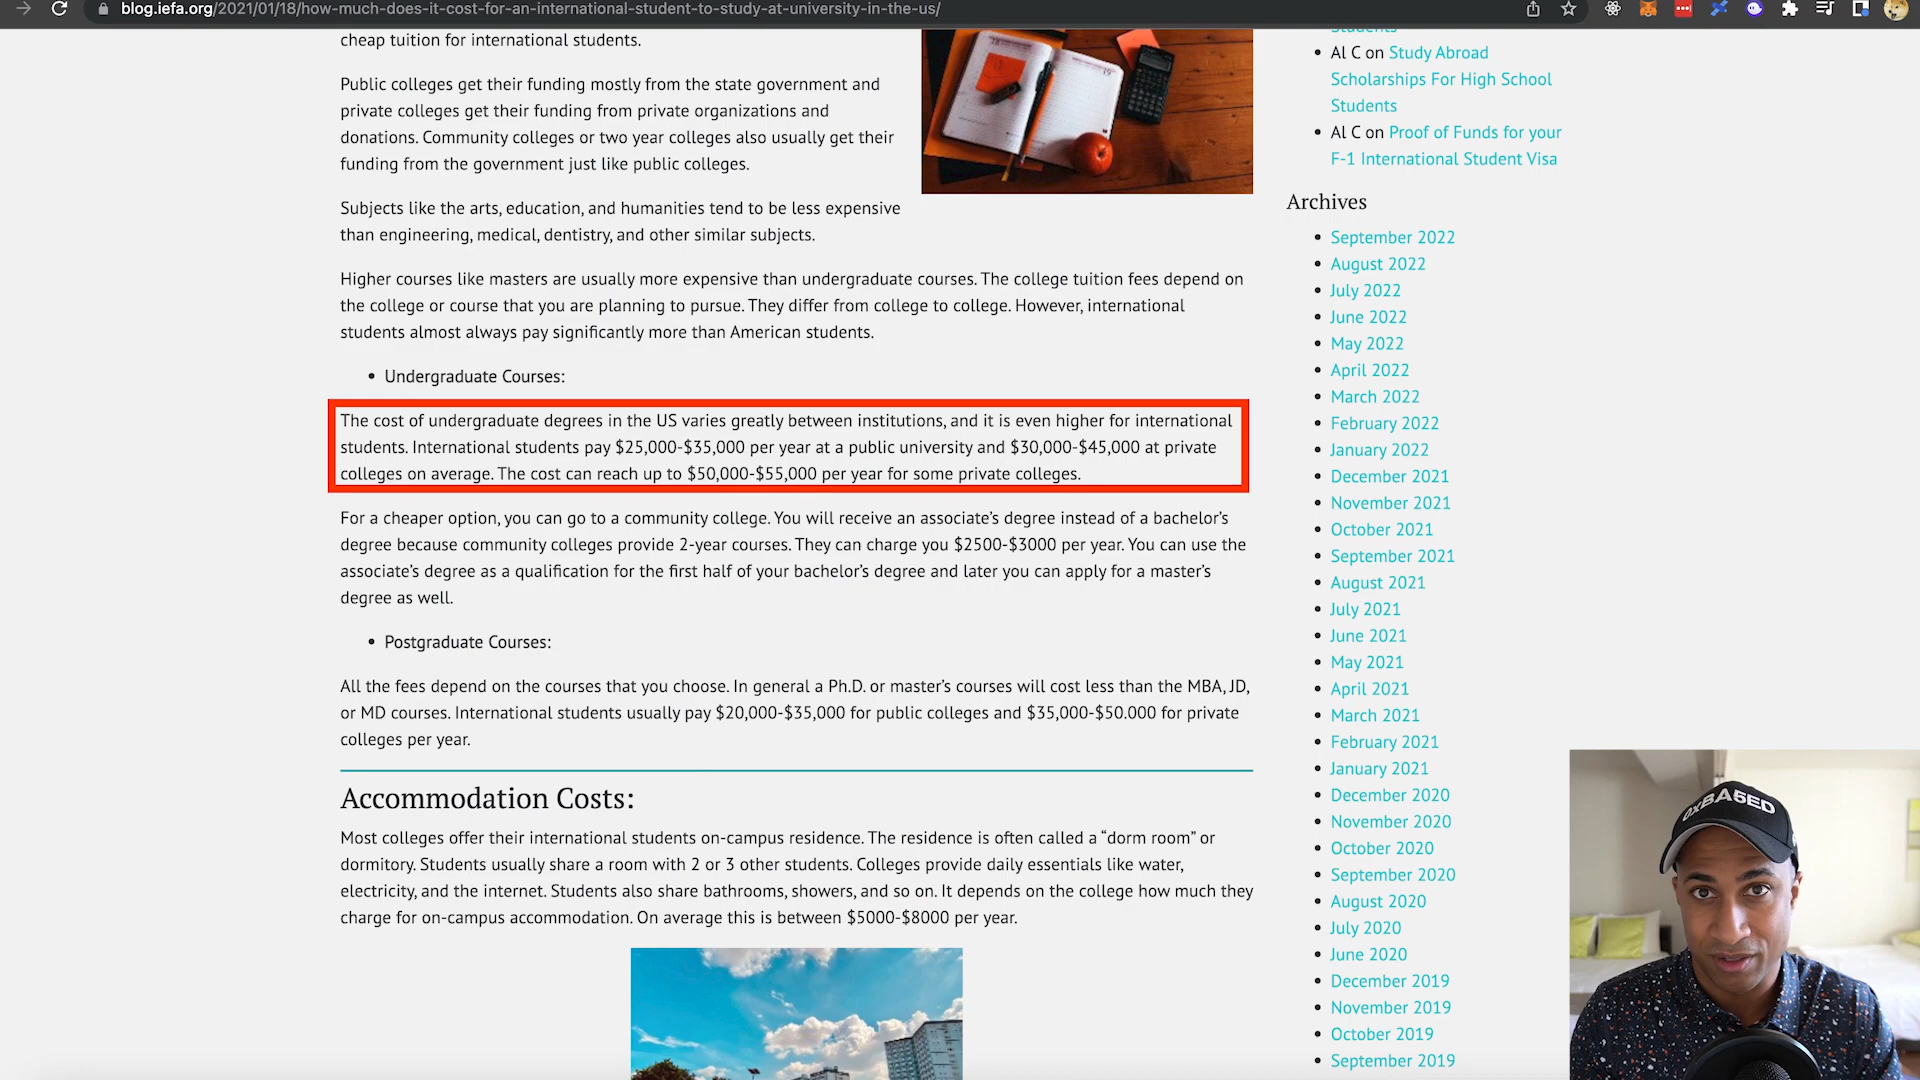 blog.iefa.org/2021/01/18/how-much-does-it-cost-for-an-international-student-to-study-at-university-in-the-us/
cheap tuition for international students.
Public colleges get their funding mostly from the state government and
private colleges get their funding from private organizations and
donations. Community colleges or two year colleges also usually get their
funding from the government just like public colleges.
Subjects like the arts, education, and humanities tend to be less expensive
than engineering, medical, dentistry, and other similar subjects.
Higher courses like masters are usually more expensive than undergraduate courses. The college tuition fees depend on
the college or course that you are planning to pursue. They differ from college to college. However, international
students almost always pay significantly more than American students.
• Undergraduate Courses:
The cost of undergraduate degrees in the US varies greatly between institutions, and it is even higher for international
students. International students pay $25,000-$35,000 per year at a public university and $30,000-$45,000 at private
colleges on average. The cost can reach up to $50,000-$55,000 per year for some private colleges.
For a cheaper option, you can go to a community college. You will receive an associate’s degree instead of a bachelor’s
degree because community colleges provide 2-year courses. They can charge you $2500-$3000 per year. You can use the
associate’s degree as a qualification for the first half of your bachelor’s degree and later you can apply for a master’s
degree as well.
• Postgraduate Courses:
All the fees depend on the courses that you choose. In general a Ph.D. or master’s courses will cost less than the MBA, JD,
or MD courses. International students usually pay $20,000-$35,000 for public colleges and $35,000-$50.000 for private
colleges per year.
Accommodation Costs:
Most colleges offer their international students on-campus residence. The residence is often called a “dorm room” or
dormitory. Students usually share a room with 2 or 3 other students. Colleges provide daily essentials like water,
electricity, and the internet. Students also share bathrooms, showers, and so on. It depends on the college how much they
charge for on-campus accommodation. On average this is between $5000-$8000 per year.
Students
• Al C on Study Abroad
Scholarships For High School
Students
• Al C on Proof of Funds for your
F-1 International Student Visa
Archives
• September 2022
• August 2022
• July 2022
• June 2022
• May 2022
• April 2022
• March 2022
• February 2022
• January 2022
• December 2021
• November 2021
• October 2021
• September 2021
• August 2021
• July 2021
• June 2021
• May 2021
• April 2021
• March 2021
• February 2021
• January 2021
• December 2020
• November 2020
• October 2020
• September 2020
• August 2020
• July 2020
• June 2020
• December 2019
• November 2019
• October 2019
• September 2019
0xBA5ED